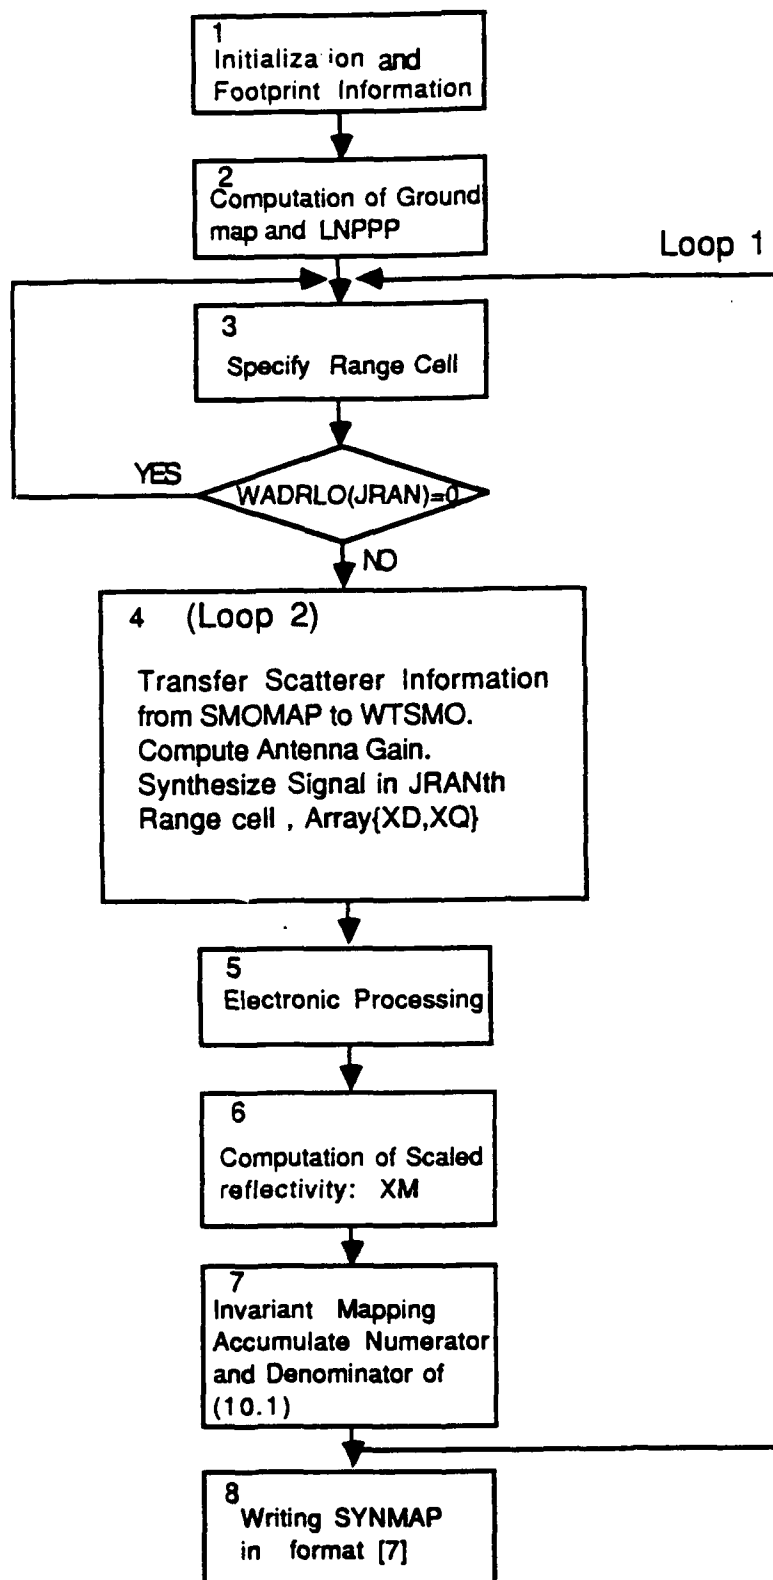 1
Initialization and
Footprint Information
2
Computation of Ground
map and LNPPP
Loop 1
3
Specify Range Cell
YES
WADRLO(JRAN)=0
NO
4 (Loop 2)
Transfer Scatterer Information
from SMOMAP to WTSMO.
Compute Antenna Gain.
Synthesize Signal in JRANth
Range cell , Array{XD,XQ}
5
Electronic Processing
6
Computation of Scaled
reflectivity: XM
7
Invariant Mapping
Accumulate Numerator
and Denominator of
(10.1)
8
Writing SYNMAP
in format [7]